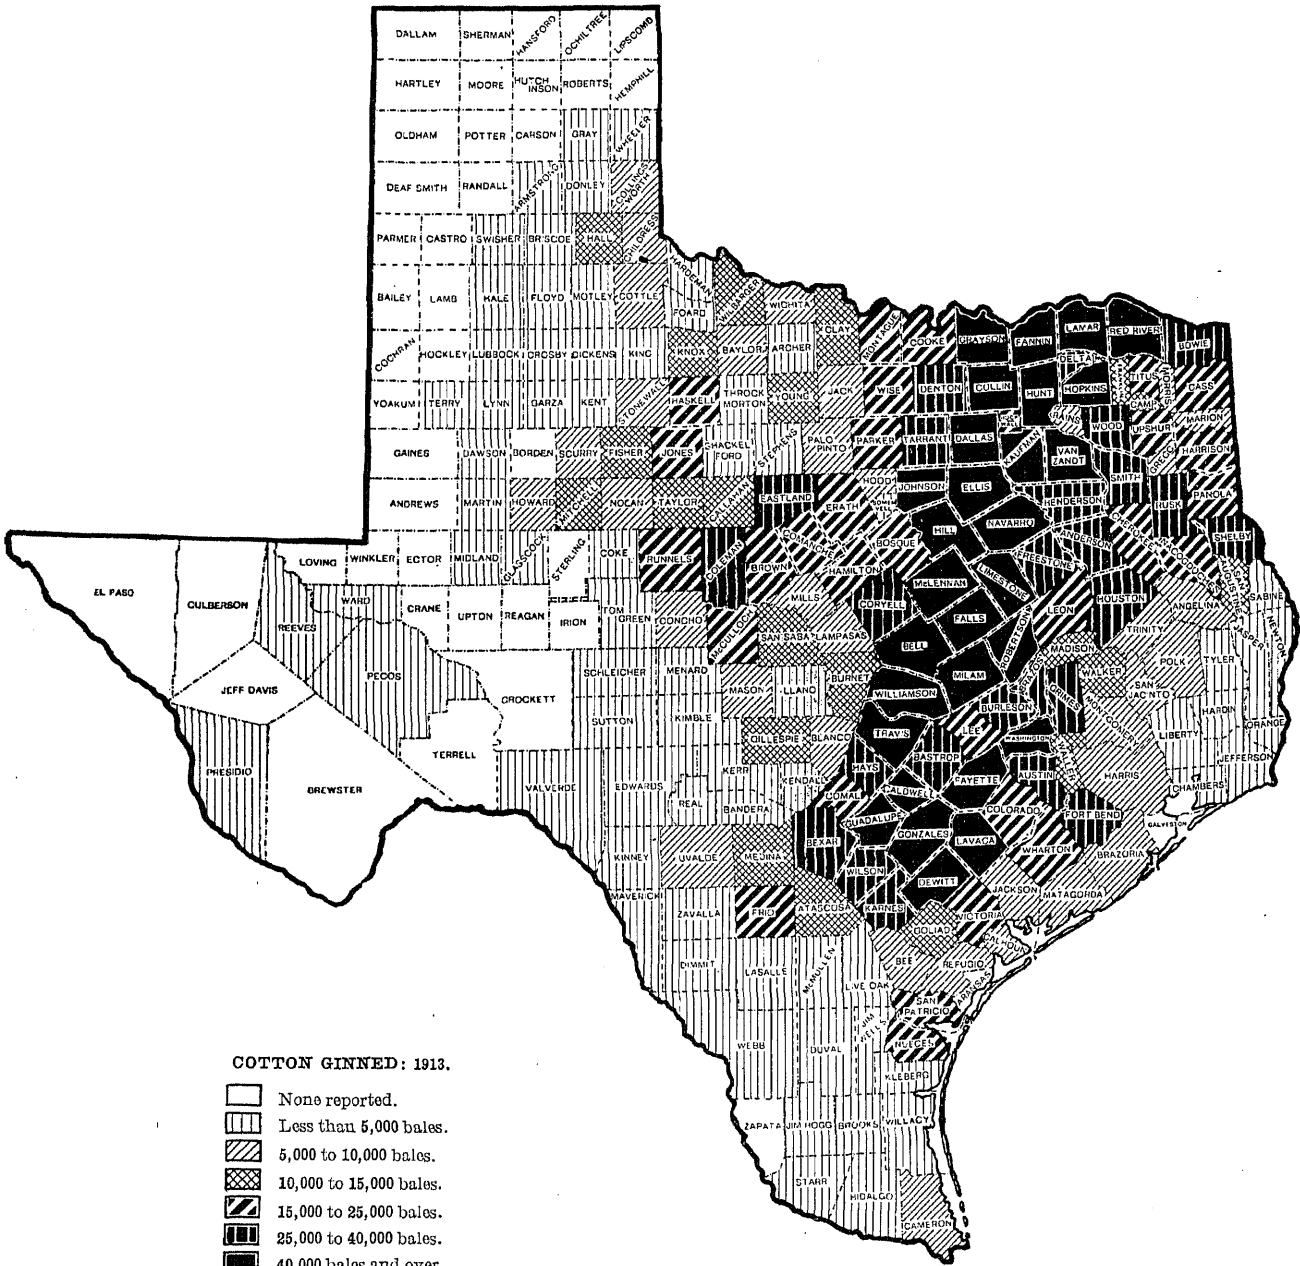 DALLAM SHERMAN HANSFORD OCHILTREE LIPSCOMB
HARTLEY MOORE HUTCHINSON ROBERTS HEMPHILL
OLDHAM POTTER CARSON GRAY WHEELER
DEAF SMITH RANDALL ARMSTRONG DONLEY COLLINGSWORTH
PARMER CASTRO SWISHER BRISCOE HALL CHILDRESS
HARDEMAN
BAILEY LAMB HALE FLOYD MOTLEY COTTLE FOARD WILBARGER WICHITA CLAY MONTAGUE COOKE GRAYSON FANNIN LAMAR RED RIVER BOWIE
COCHRAN HOCKLEY LUBBOCK CROSBY DICKENS KING KNOX BAYLOR ARCHER DELTA
YOAKUM TERRY LYNN GARZA KENT STONEWALL HASKELL THROCKMORTON YOUNG JACK WISE DENTON COLLIN HUNT HOPKINS TITUS CAMP MORRIS CASS
GAINES DAWSON BORDEN SCURRY FISHER JONES SHACKELFORD STEPHENS PALO PINTO PARKER TARRANT DALLAS KAUFMAN VAN ZANDT RAINS WOOD UPSHUR MARION HARRISON
ANDREWS MARTIN HOWARD MITCHELL NOLAN TAYLOR CALLAHAN EASTLAND ERATH HOOD JOHNSON ELLIS HENDERSON SMITH RUSK PANOLA
HILL NAVARRO
EL PASO CULBERSON LOVING WINKLER ECTOR MIDLAND GLASSCOCK STERLING COKE RUNNELS COLEMAN BROWN COMANCHE HAMILTON BOSQUE McLENNAN LIMESTONE FREESTONE ANDERSON CHEROKEE NACOGDOCHES SHELBY
REEVES WARD CRANE UPTON REAGAN IRION TOM GREEN CONCHO McCULLOCH MILLS CORYELL FALLS LEON HOUSTON ANGELINA SABINE
SAN SABA LAMPASAS BELL ROBERTSON MADISON TRINITY JASPER NEWTON
JEFF DAVIS PECOS CROCKETT SCHLEICHER MENARD MASON LLANO BURNET WILLIAMSON MILAM WALKER SAN JACINTO POLK TYLER
SUTTON KIMBLE BURLESON GRIMES MONTGOMERY HARDIN
TERRELL GILLESPIE BLANCO TRAVIS LEE WASHINGTON LIBERTY ORANGE
PRESIDIO BREWSTER VALVERDE EDWARDS KERR KENDALL HAYS BASTROP FAYETTE AUSTIN WALLER HARRIS JEFFERSON
REAL BANDERA COMAL CALDWELL COLORADO FORT BEND CHAMBERS
KINNEY UVALDE MEDINA BEXAR GUADALUPE GONZALES LAVACA WHARTON BRAZORIA GALVESTON
MAVERICK ZAVALLA FRIO ATASCOSA WILSON KARNES DEWITT JACKSON MATAGORDA
GOLIAD VICTORIA CALHOUN
DIMMIT LASALLE McMULLEN LIVE OAK BEE REFUGIO ARANSAS
SAN PATRICIO
WEBB DUVAL JIM WELLS NUECES
KLEBERG
ZAPATA JIM HOGG BROOKS WILLACY
STARR HIDALGO
CAMERON
COTTON GINNED: 1913.
None reported.
Less than 5,000 bales.
5,000 to 10,000 bales.
10,000 to 15,000 bales.
15,000 to 25,000 bales.
25,000 to 40,000 bales.
40,000 bales and over.